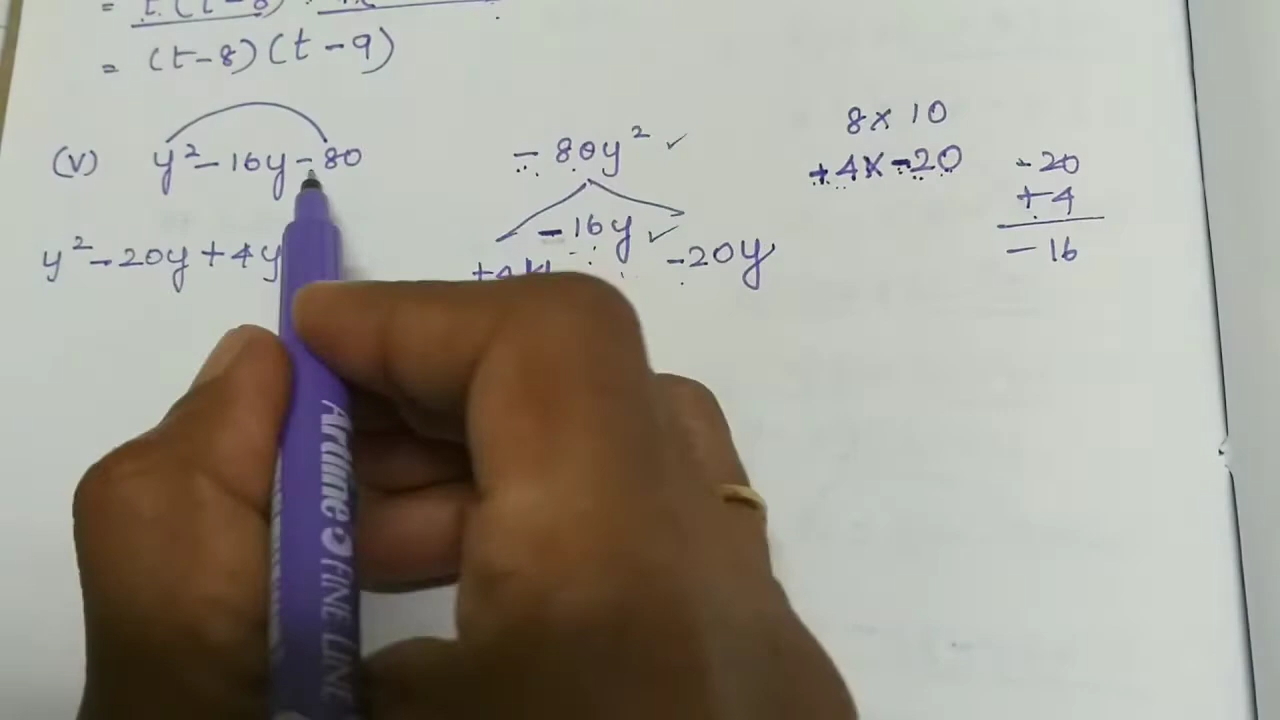 = (t-8)(t-9)
(V) y² - 16y - 80
y² - 20y + 4y
- 80y² ✓
- 16y ✓
+4y - 20y
8 x 10
+4 x -20
-20
+4
-16
Artline FINE LINE